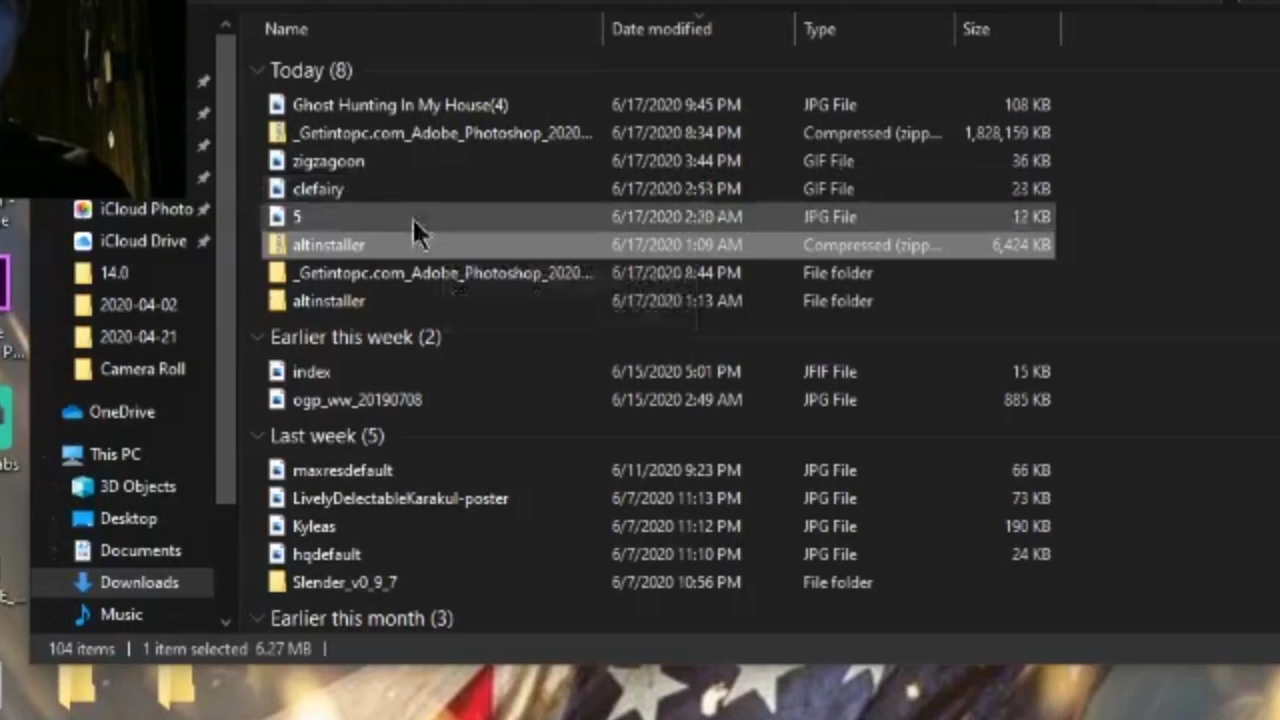 Name Date modified Type Size
Today (8)
Ghost Hunting In My House(4) 6/17/2020 9:45 PM JPG File 108 KB
_Getintopc.com_Adobe_Photoshop_2020... 6/17/2020 8:34 PM Compressed (zipp... 1,828,159 KB
zigzagoon 6/17/2020 3:44 PM GIF File 36 KB
clefairy 6/17/2020 2:53 PM GIF File 23 KB
5 6/17/2020 2:20 AM JPG File 12 KB
altinstaller 6/17/2020 1:09 AM Compressed (zipp... 6,424 KB
_Getintopc.com_Adobe_Photoshop_2020... 6/17/2020 8:44 PM File folder
altinstaller 6/17/2020 1:13 AM File folder
Earlier this week (2)
index 6/15/2020 5:01 PM JFIF File 15 KB
ogp_ww_20190708 6/15/2020 2:49 AM JPG File 885 KB
Last week (5)
maxresdefault 6/11/2020 9:23 PM JPG File 66 KB
LivelyDelectableKarakul-poster 6/7/2020 11:13 PM JPG File 73 KB
Kyleas 6/7/2020 11:12 PM JPG File 190 KB
hqdefault 6/7/2020 11:10 PM JPG File 24 KB
Slender_v0_9_7 6/7/2020 10:56 PM File folder
Earlier this month (3)
iCloud Photo
iCloud Drive
14.0
2020-04-02
2020-04-21
Camera Roll
OneDrive
This PC
3D Objects
Desktop
Documents
Downloads
Music
104 items 1 item selected 6.27 MB